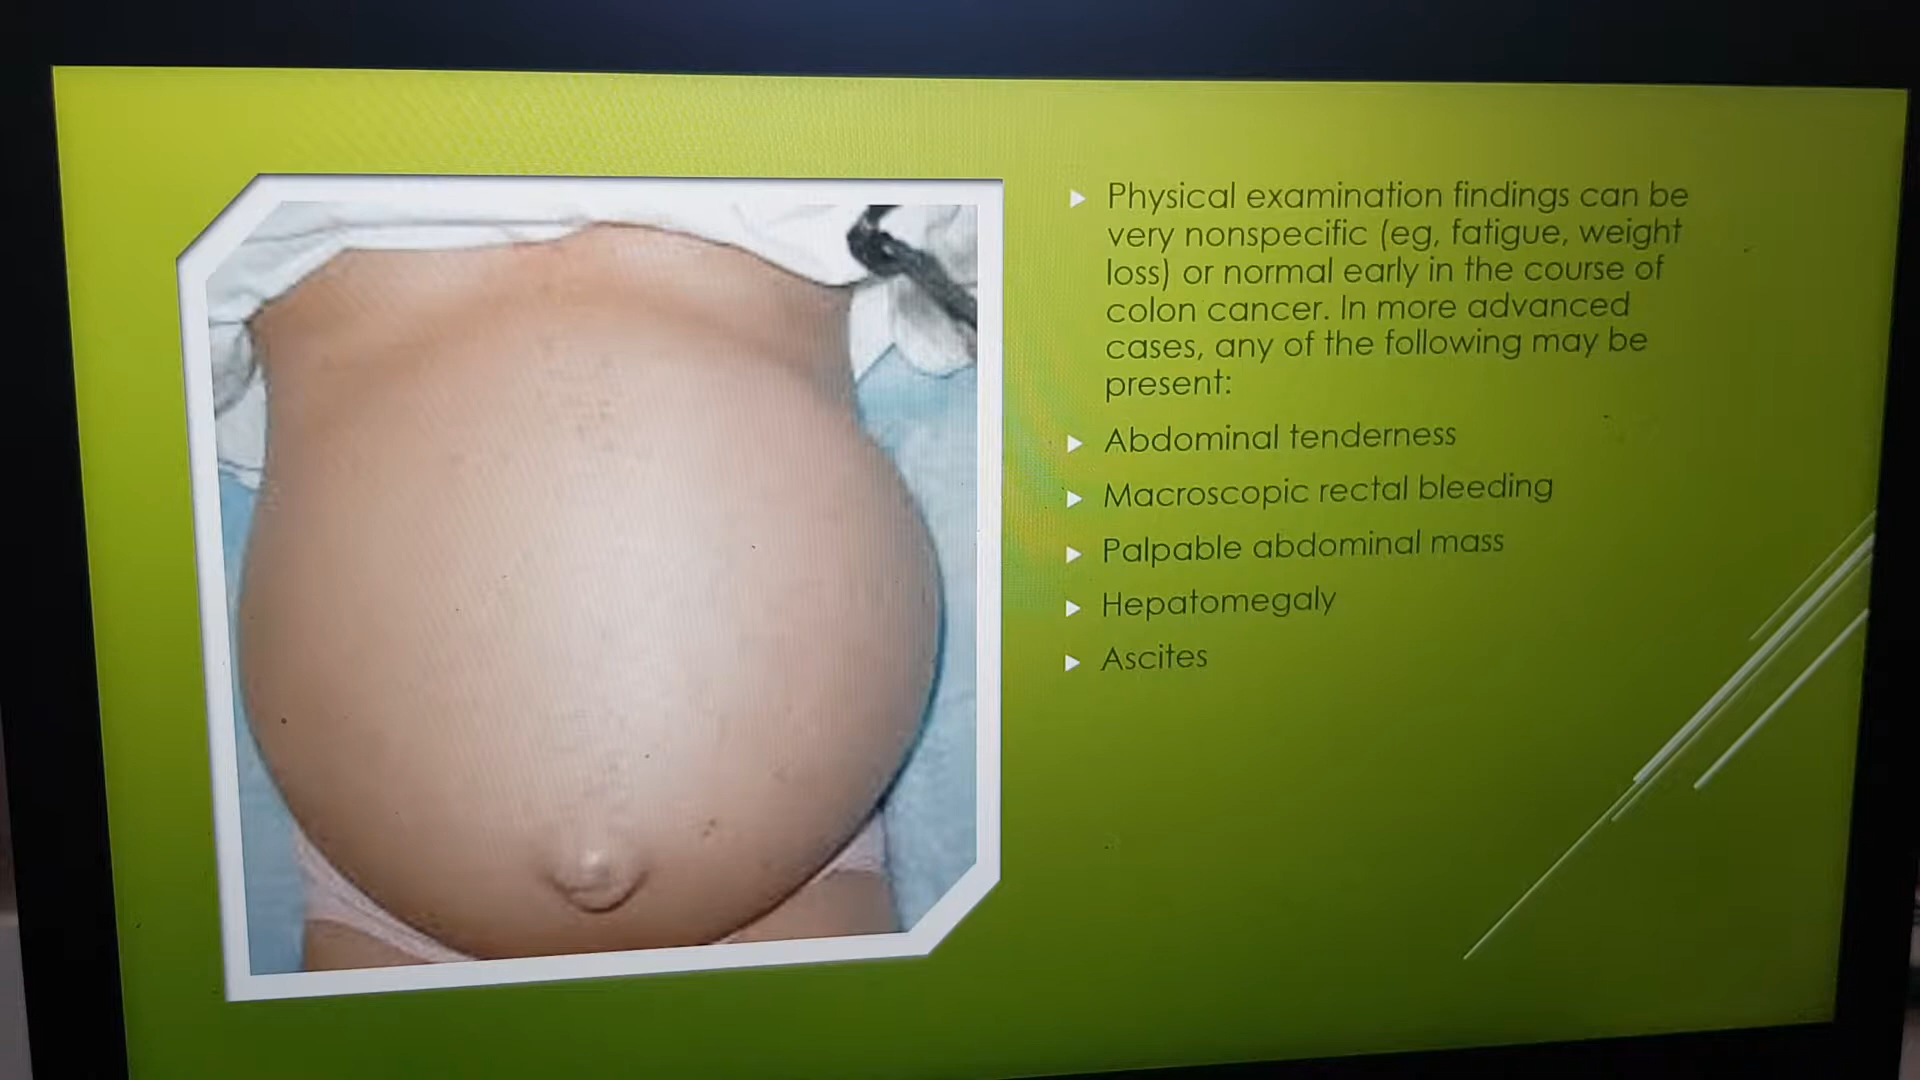 Physical examination findings can be
very nonspecific (eg, fatigue, weight
loss) or normal early in the course of
colon cancer. In more advanced
cases, any of the following may be
present:
Abdominal tenderness
Macroscopic rectal bleeding
Palpable abdominal mass
Hepatomegaly
Ascites